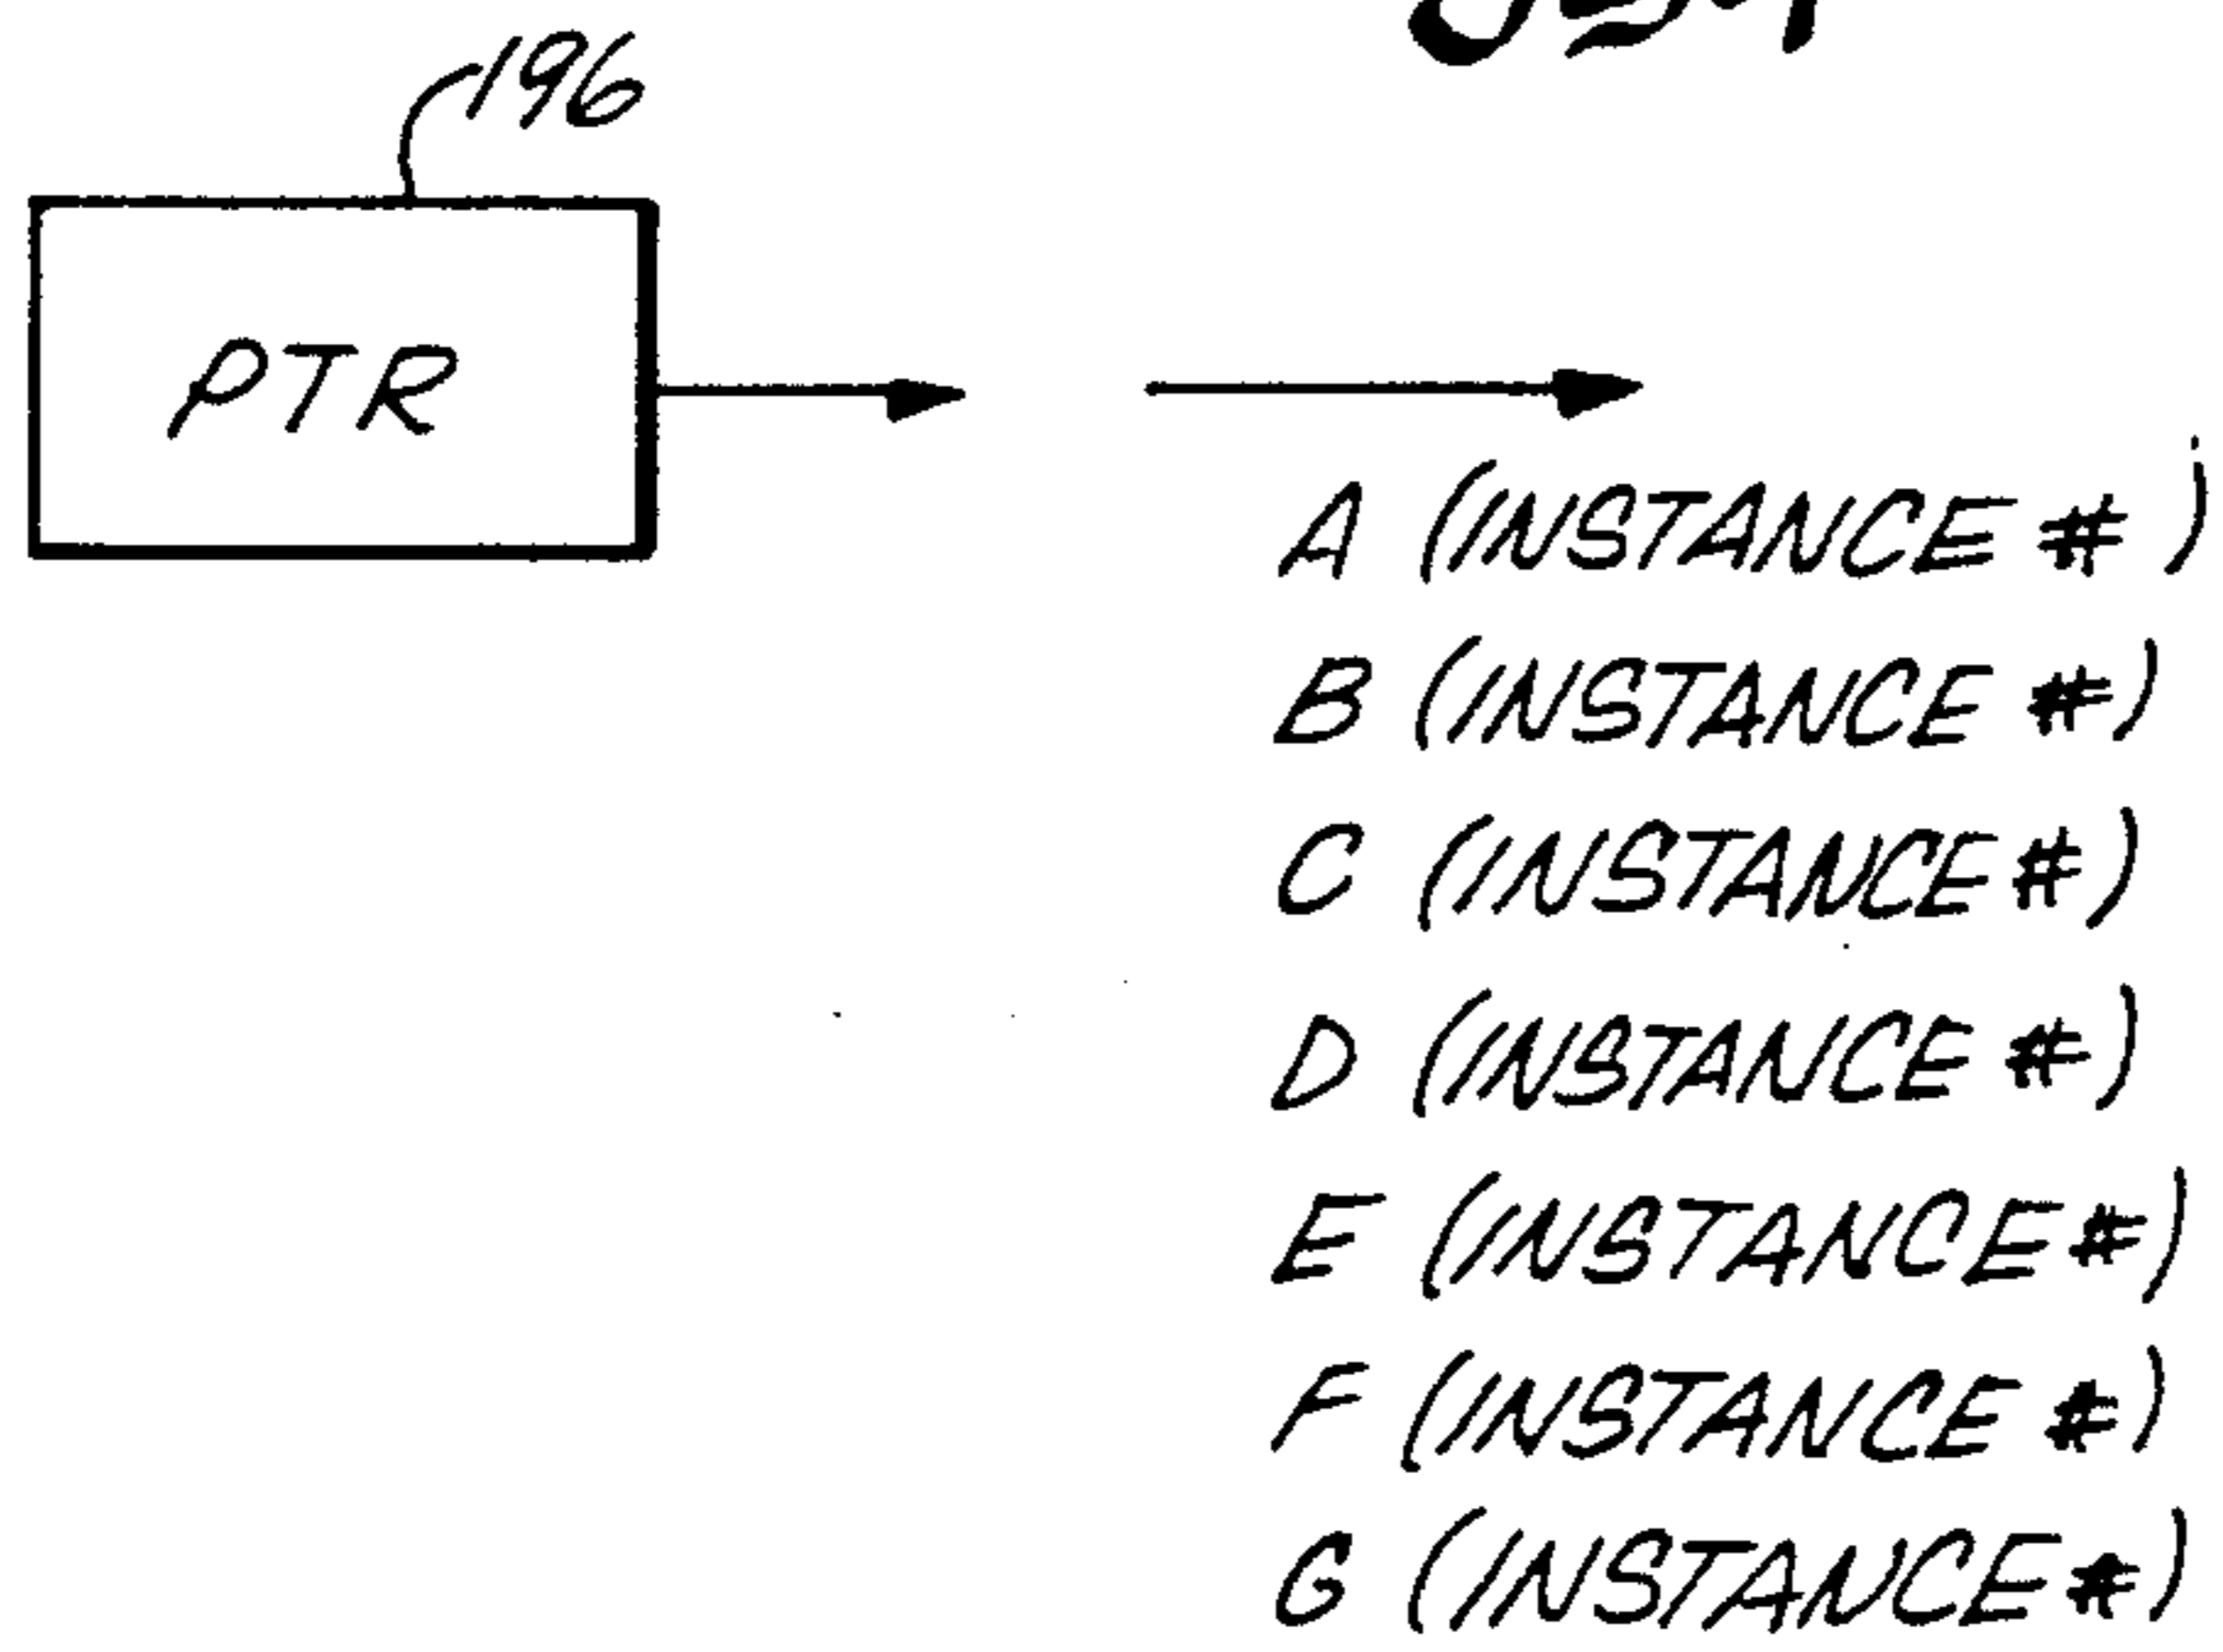 196
PTR
A (INSTANCE #)
B (INSTANCE #)
C (INSTANCE #)
D (INSTANCE #)
E (INSTANCE #)
F (INSTANCE #)
G (INSTANCE #)